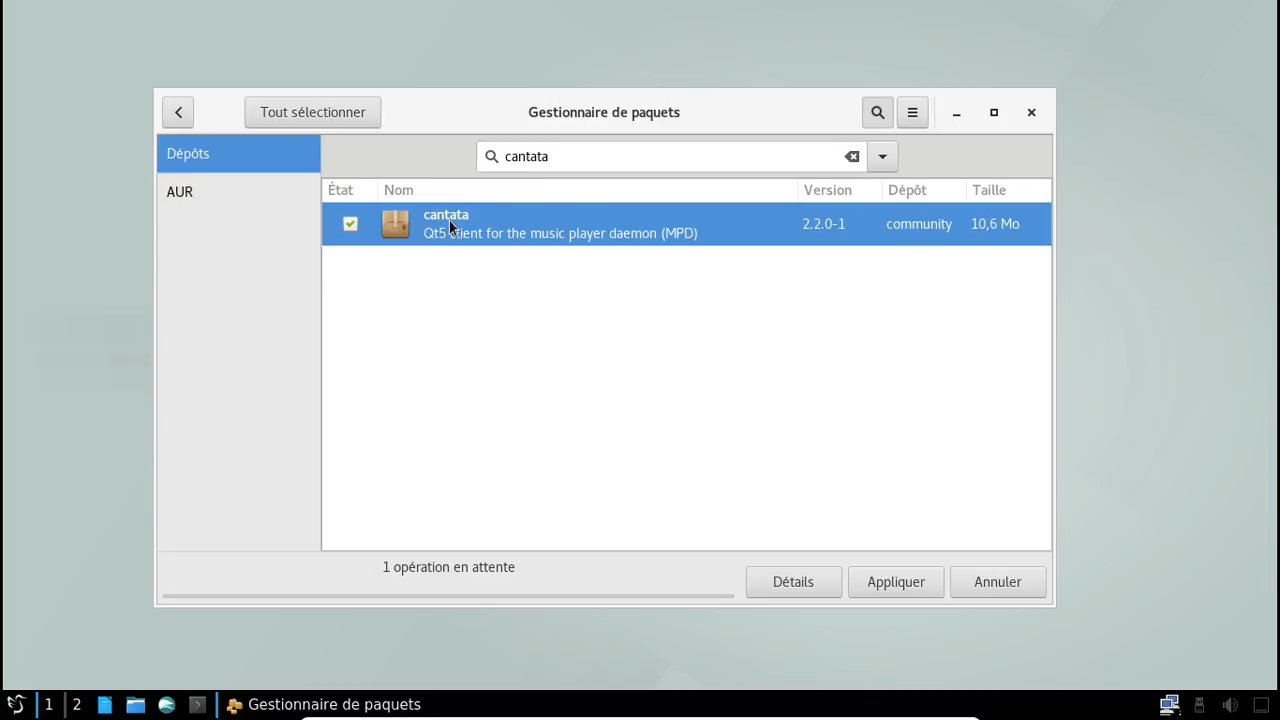 Tout sélectionner
Gestionnaire de paquets
Dépôts
AUR
cantata
État Nom Version Dépôt Taille
cantata
Qt5 client for the music player daemon (MPD)
2.2.0-1 community 10,6 Mo
1 opération en attente
Détails Appliquer Annuler
1 2 Gestionnaire de paquets